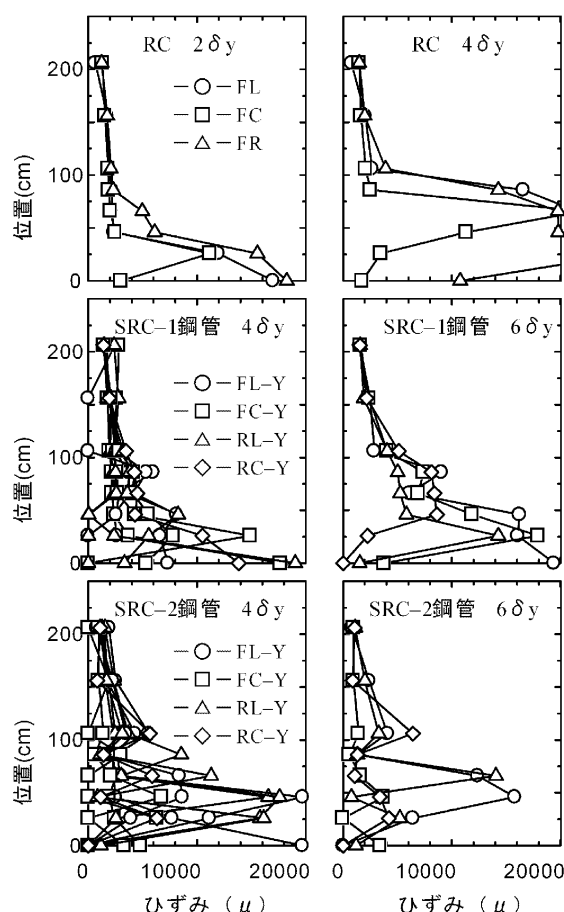 RC 2δy
RC 4δy
FL
FC
FR
200
100
0
位置(cm)
SRC–1鋼管 4δy
SRC–1鋼管 6δy
FL–Y
FC–Y
RL–Y
RC–Y
200
100
0
位置(cm)
SRC–2鋼管 4δy
SRC–2鋼管 6δy
FL–Y
FC–Y
RL–Y
RC–Y
200
100
0
位置(cm)
0 10000 20000
0 10000 20000
ひずみ (μ)
ひずみ (μ)